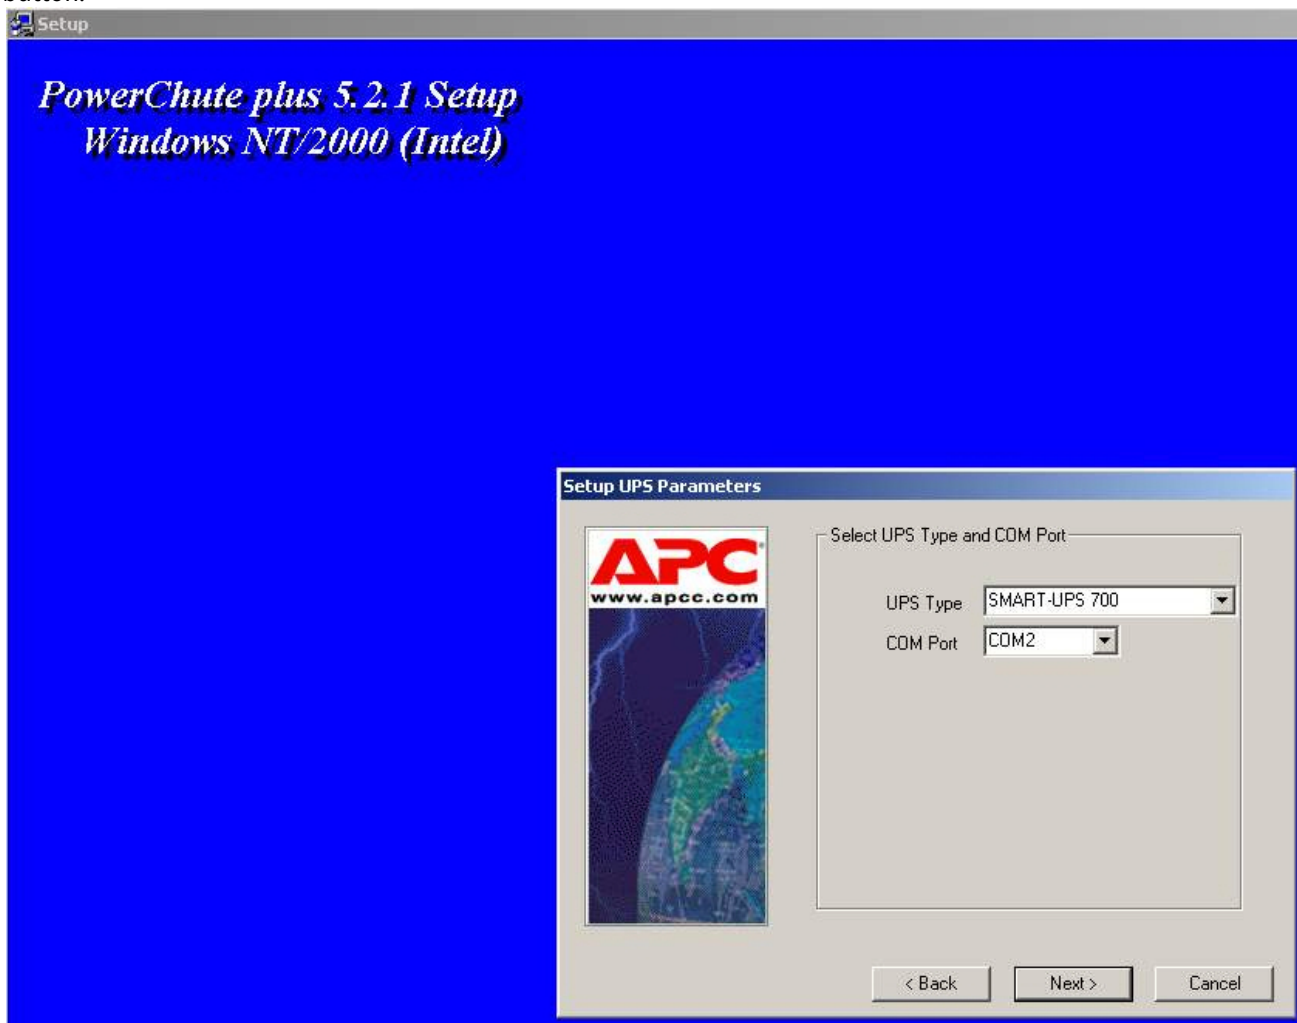 button.
Setup
PowerChute plus 5.2.1 Setup
Windows NT/2000 (Intel)
Setup UPS Parameters
APC
www.apcc.com
Select UPS Type and COM Port
UPS Type SMART-UPS 700
COM Port COM2
< Back Next > Cancel